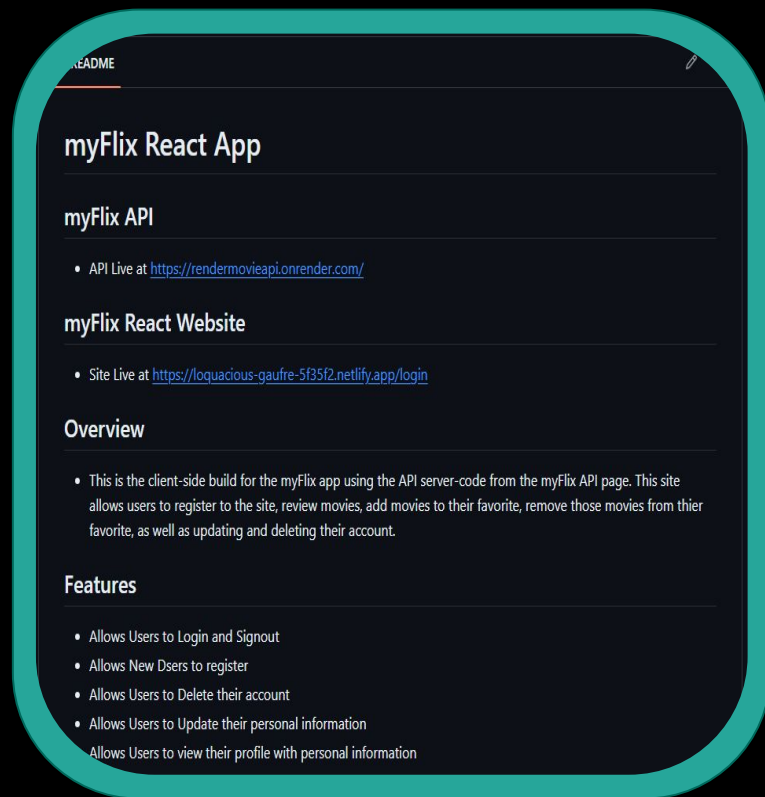 README
myFlix React App
myFlix API
API Live at https://rendermovieapi.onrender.com/
myFlix React Website
Site Live at https://loquacious-gaufre-5f35f2.netlify.app/login
Overview
This is the client-side build for the myFlix app using the API server-code from the myFlix API page. This site
allows users to register to the site, review movies, add movies to their favorite, remove those movies from thier
favorite, as well as updating and deleting their account.
Features
Allows Users to Login and Signout
Allows New Dsers to register
Allows Users to Delete their account
Allows Users to Update their personal information
Allows Users to view their profile with personal information